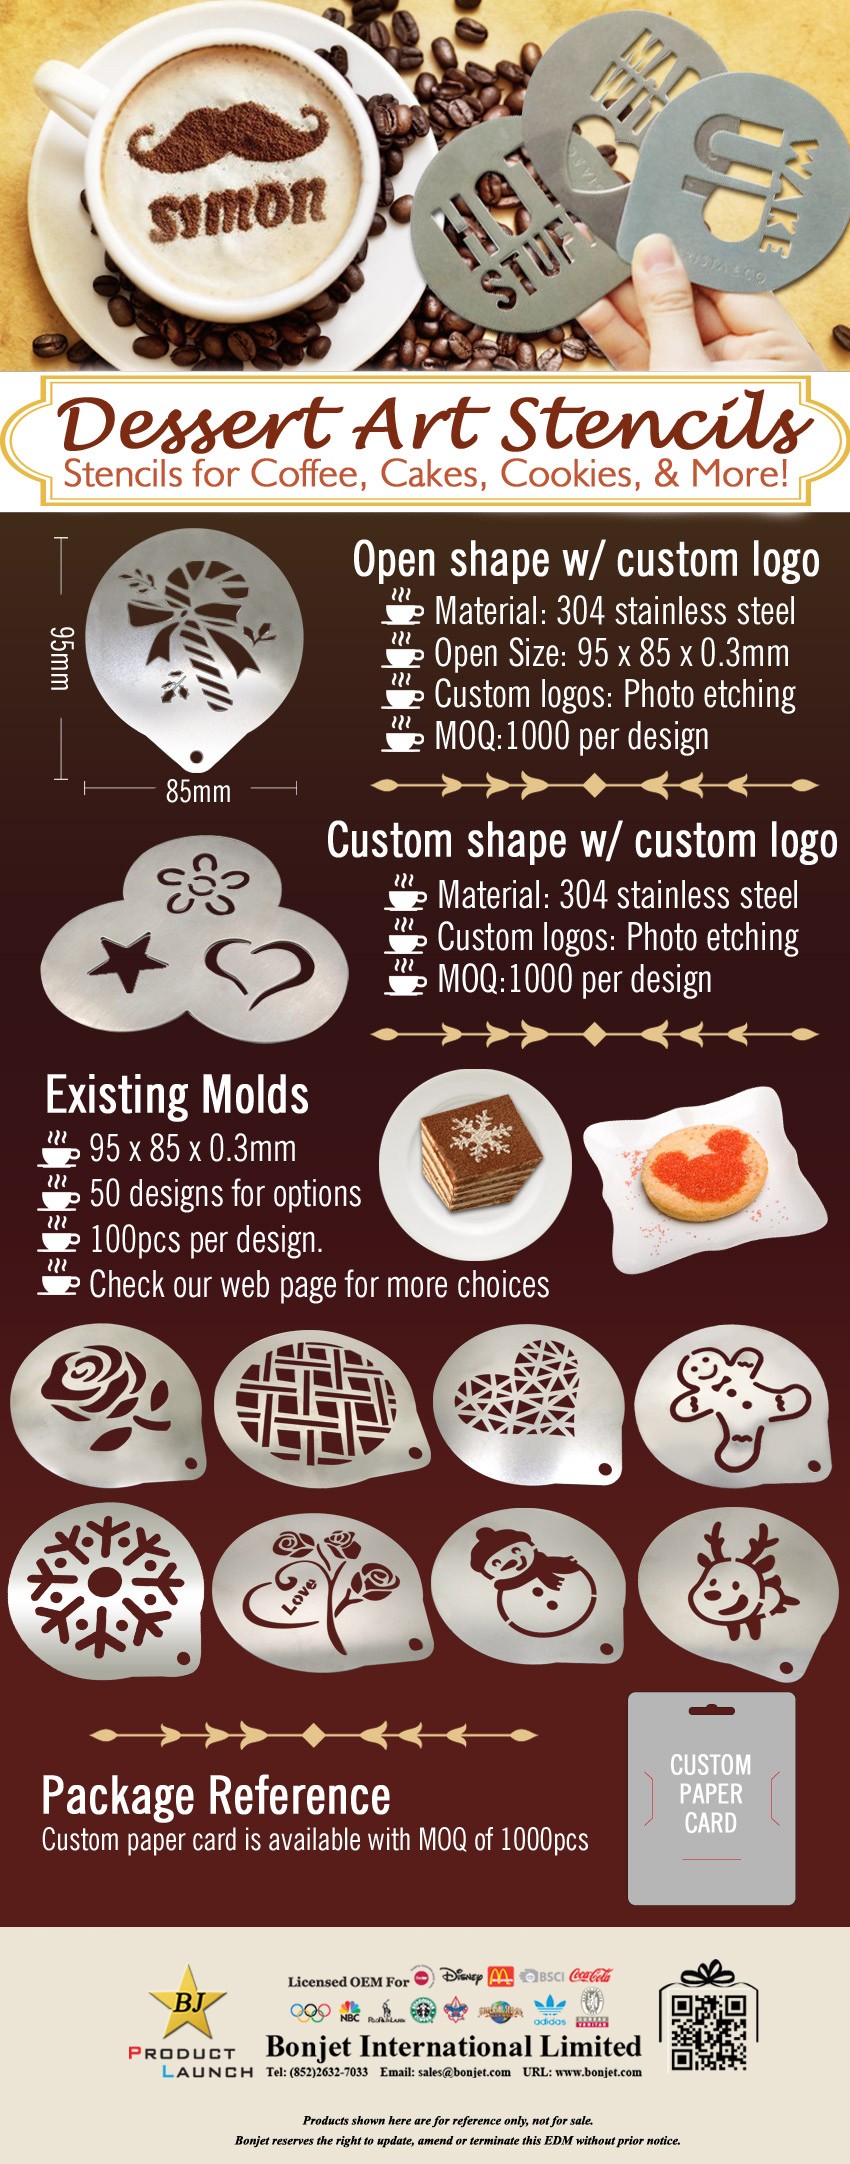 SIMON
HOT
STUFF
MAD
WIT
UP
WAKE
Dessert Art Stencils
Stencils for Coffee, Cakes, Cookies, & More!
95mm
85mm
Open shape w/ custom logo
Material: 304 stainless steel
Open Size: 95 x 85 x 0.3mm
Custom logos: Photo etching
MOQ:1000 per design
Custom shape w/ custom logo
Material: 304 stainless steel
Custom logos: Photo etching
MOQ:1000 per design
Existing Molds
95 x 85 x 0.3mm
50 designs for options
100pcs per design.
Check our web page for more choices
Love
Package Reference
Custom paper card is available with MOQ of 1000pcs
CUSTOM
PAPER
CARD
BJ
PRODUCT
LAUNCH
Licensed OEM For Disney BSCI Coca-Cola
NBC adidas
Bonjet International Limited
Tel: (852)2632-7033 Email: sales@bonjet.com URL: www.bonjet.com
Products shown here are for reference only, not for sale.
Bonjet reserves the right to update, amend or terminate this EDM without prior notice.